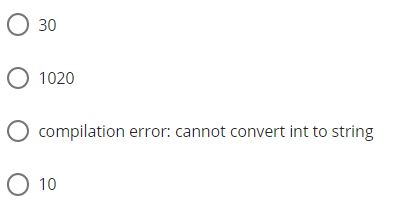 30
1020
compilation error: cannot convert int to string
10